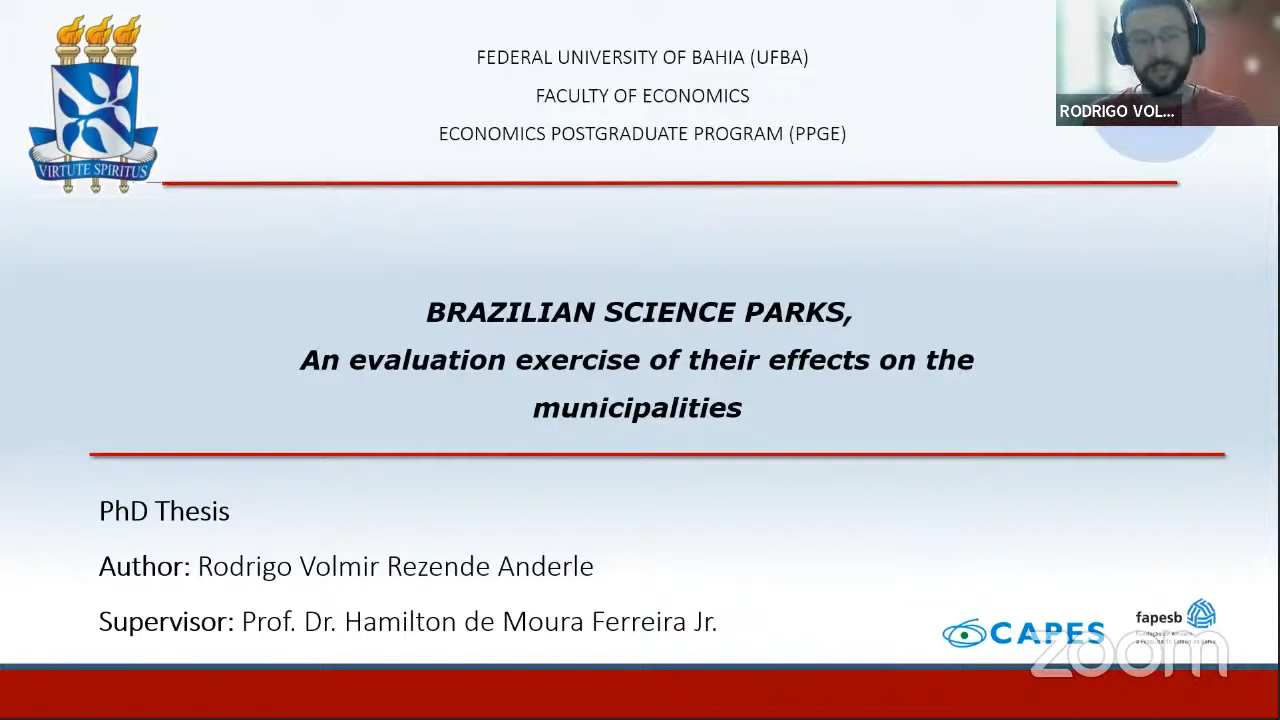 FEDERAL UNIVERSITY OF BAHIA (UFBA)
FACULTY OF ECONOMICS
ECONOMICS POSTGRADUATE PROGRAM (PPGE)
VIRTUTE SPIRITUS
RODRIGO VOL...
BRAZILIAN SCIENCE PARKS,
An evaluation exercise of their effects on the
municipalities
PhD Thesis
Author: Rodrigo Volmir Rezende Anderle
Supervisor: Prof. Dr. Hamilton de Moura Ferreira Jr.
CAPES
fapesb
zoom